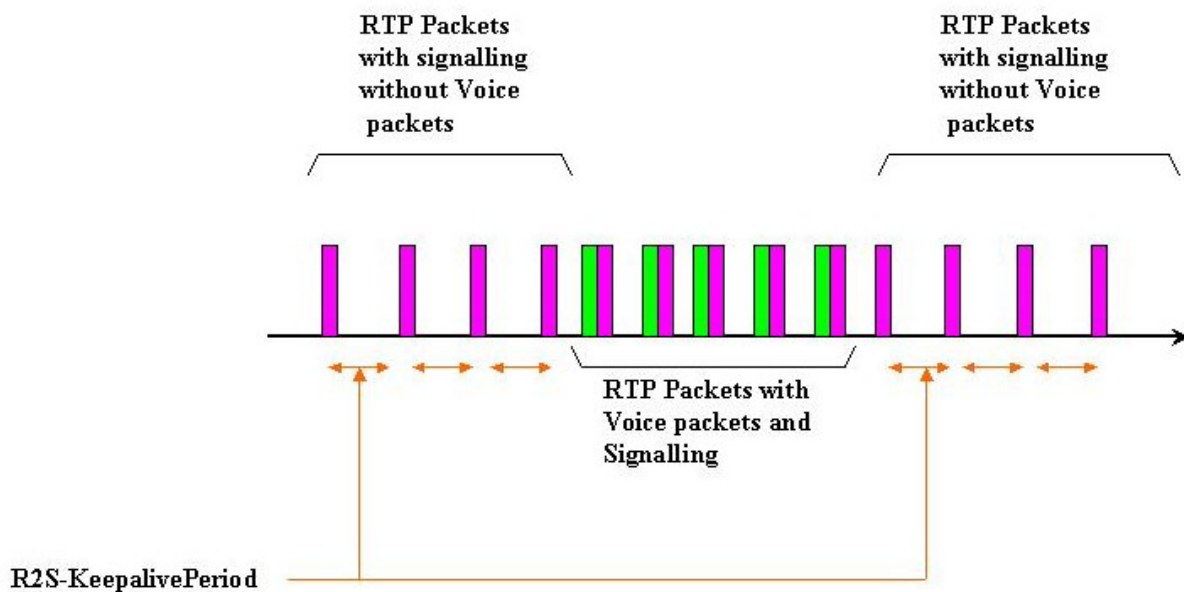 RTP Packets
with signalling
without Voice
packets
RTP Packets
with signalling
without Voice
packets
RTP Packets with
Voice packets and
Signalling
R2S-KeepalivePeriod